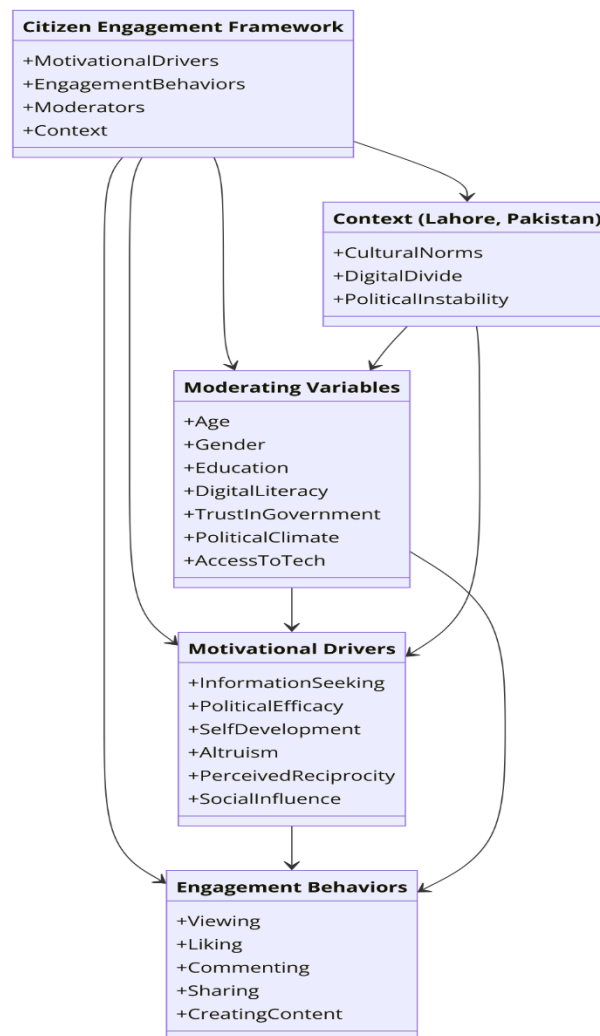 Citizen Engagement Framework
+MotivationalDrivers
+EngagementBehaviors
+Moderators
+Context
Context (Lahore, Pakistan)
+CulturalNorms
+DigitalDivide
+PoliticalInstability
Moderating Variables
+Age
+Gender
+Education
+DigitalLiteracy
+TrustInGovernment
+PoliticalClimate
+AccessToTech
Motivational Drivers
+InformationSeeking
+PoliticalEfficacy
+SelfDevelopment
+Altruism
+PerceivedReciprocity
+SocialInfluence
Engagement Behaviors
+Viewing
+Liking
+Commenting
+Sharing
+CreatingContent